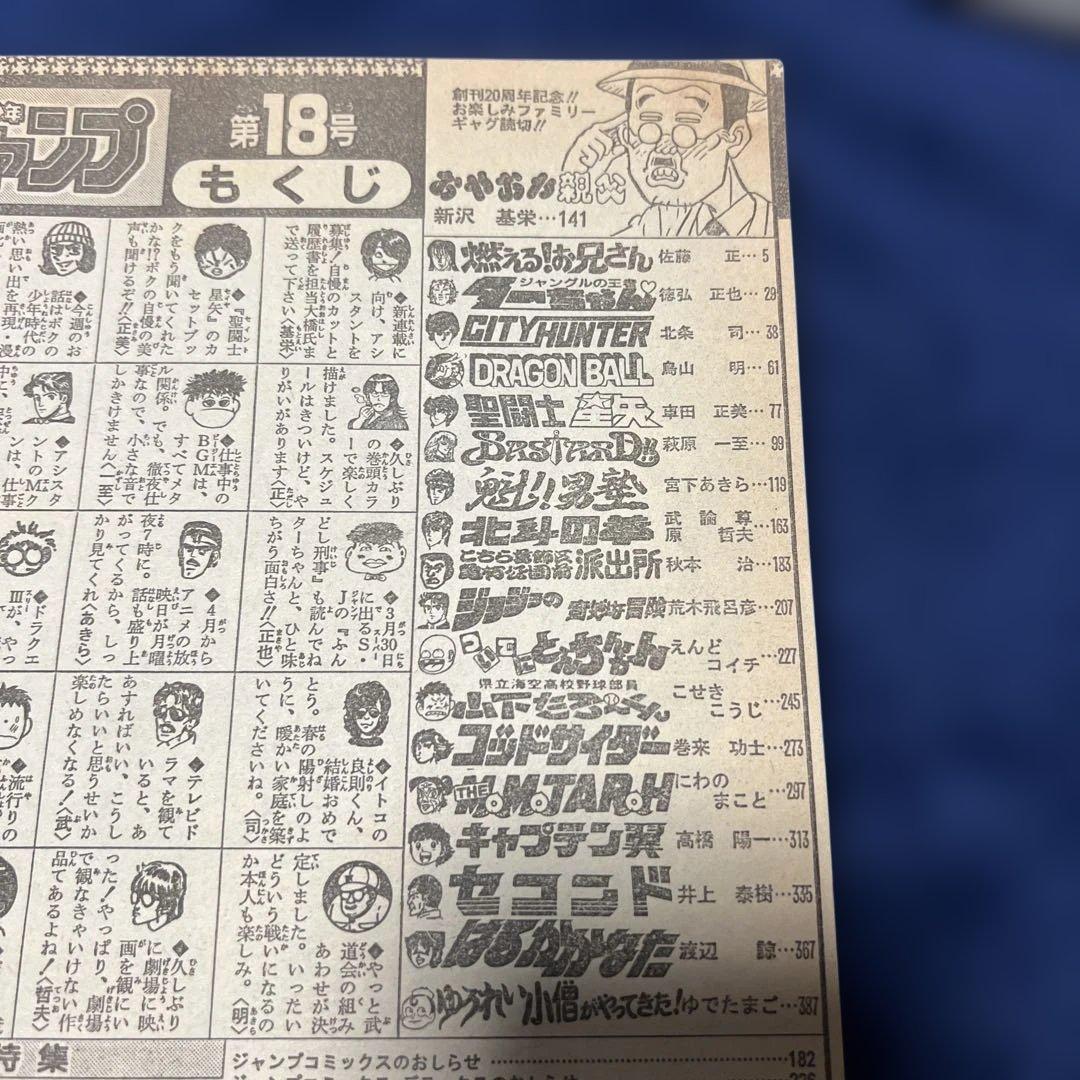 ジャンプ
第18号
もくじ
創刊20周年記念!!
お楽しみファミリー
ギャグ読切!!
新沢 基栄…141
燃える!お兄さん 佐藤 正…5
ジャングルの王者
ターちゃん♡ 徳弘 正也…29
CITY HUNTER 北条 司…38
DRAGON BALL 鳥山 明…61
聖闘士星矢 車田 正美…77
BASTARD!! 萩原 一至…99
魁!!男塾 宮下あきら…119
北斗の拳 武論尊 原 哲夫…163
こちら葛飾区亀有公園前派出所 秋本 治…183
ジョジョの奇妙な冒険 荒木飛呂彦…207
ついでにとんちんかん えんどコイチ…227
県立海空高校野球部員
山下たろーくん こせきこうじ…245
ゴッドサイダー 巻来 功士…273
THE MOMOTAROH にわのまこと…297
キャプテン翼 高橋 陽一…313
セコンド 井上 泰樹…335
はるかかなた 渡辺 諒…367
ゆうれい小僧がやってきた! ゆでたまご…387
◆新連載に
向け、アシ
スタントを
募集!自慢のカットと
履歴書を担当大橋氏ま
で送って下さい〈基栄〉
◆『聖闘士
星矢』のカ
セットブッ
クをもう聞いてくれた
かな!?ボクの自慢の美
声も聞けるぞ!!〈正美〉
◆今週のお
話はボクの
少年時代の
熱い思い出
を再現・漫
◆久しぶり
の巻頭カラ
ーで楽しく
描けました。スケジュ
ールはきついけど、や
りがいがあります〈正〉
◆仕事中の
BGMは、
すべてメタ
ル関係。でも、徹夜仕
事なので、小さな音で
しかきけません〈一至〉
◆アシスタ
ントのMク
ンは、仕事
◆3月30日
に出るS・
Jの『ふん
どし刑事』も読んでね
ターちゃんと、ひと味
ちがう面白さ!!〈正也〉
◆4月から
アニメの放
映日が月曜
夜7時に。話も盛り上
がってくるから、しっ
かり見てくれ〈あきら〉
◆ドラクエ
Ⅲが、やっ
◆イトコの
良則くん、
結婚おめで
とう。春の陽射しのよ
うに、暖かい家庭を築
いてくださいね。〈司〉
◆テレビド
ラマを観て
いると、あ
あすればいい、こうし
たらいいと思うせいか
楽しめなくなる!〈武〉
◆流行りの
◆やっと武
道会の組み
あわせが決
定しました。いったい
どういう戦いになるの
か本人も楽しみ。〈明〉
◆久しぶり
に劇場に映
画を観にい
った!やっぱり、劇場
で観なきゃいけない作
品てあるよね!〈哲夫〉
特集
ジャンプコミックスのおしらせ…182